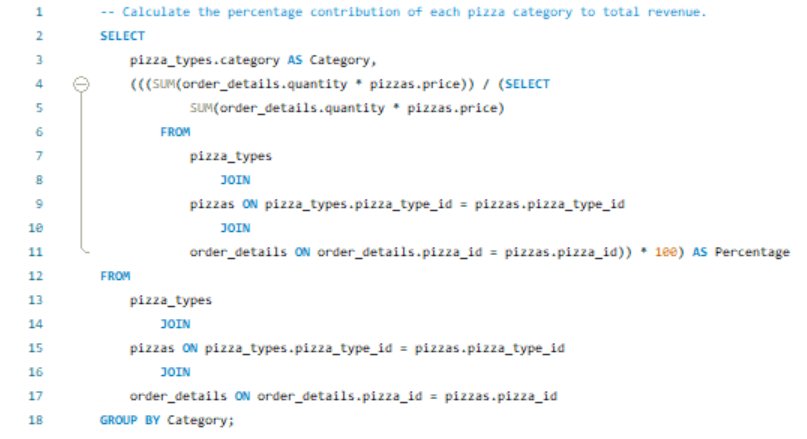 1 -- Calculate the percentage contribution of each pizza category to total revenue.
2 SELECT
3 pizza_types.category AS Category,
4 (((SUM(order_details.quantity * pizzas.price)) / (SELECT
5 SUM(order_details.quantity * pizzas.price)
6 FROM
7 pizza_types
8 JOIN
9 pizzas ON pizza_types.pizza_type_id = pizzas.pizza_type_id
10 JOIN
11 order_details ON order_details.pizza_id = pizzas.pizza_id)) * 100) AS Percentage
12 FROM
13 pizza_types
14 JOIN
15 pizzas ON pizza_types.pizza_type_id = pizzas.pizza_type_id
16 JOIN
17 order_details ON order_details.pizza_id = pizzas.pizza_id
18 GROUP BY Category;